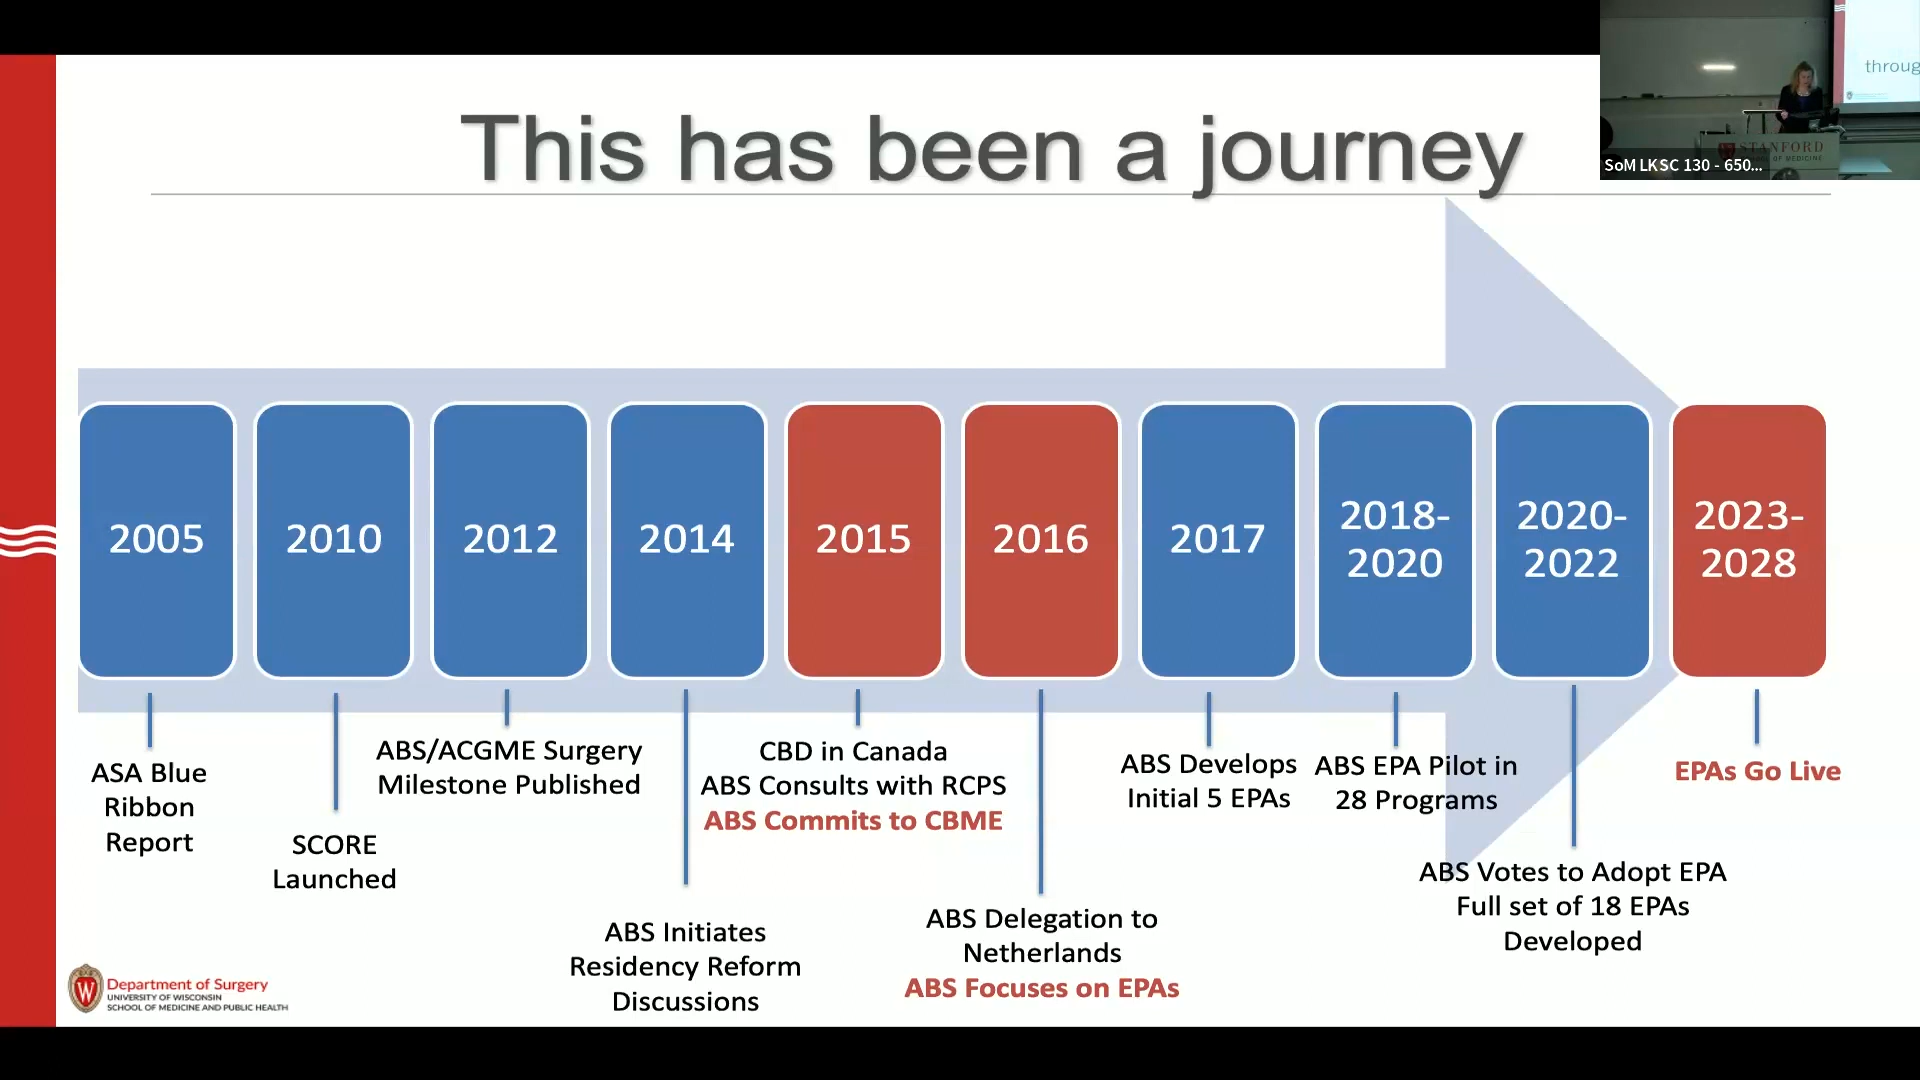 This has been a journey
throug
STANFORD
OF MEDICINE
SoM LKSC 130 - 650...
2005
2010
2012
2014
2015
2016
2017
2018-
2020
2020-
2022
2023-
2028
ASA Blue
Ribbon
Report
SCORE
Launched
ABS/ACGME Surgery
Milestone Published
ABS Initiates
Residency Reform
Discussions
CBD in Canada
ABS Consults with RCPS
ABS Commits to CBME
ABS Delegation to
Netherlands
ABS Focuses on EPAs
ABS Develops
Initial 5 EPAs
ABS EPA Pilot in
28 Programs
ABS Votes to Adopt EPA
Full set of 18 EPAs
Developed
EPAs Go Live
W
Department of Surgery
UNIVERSITY OF WISCONSIN
SCHOOL OF MEDICINE AND PUBLIC HEALTH